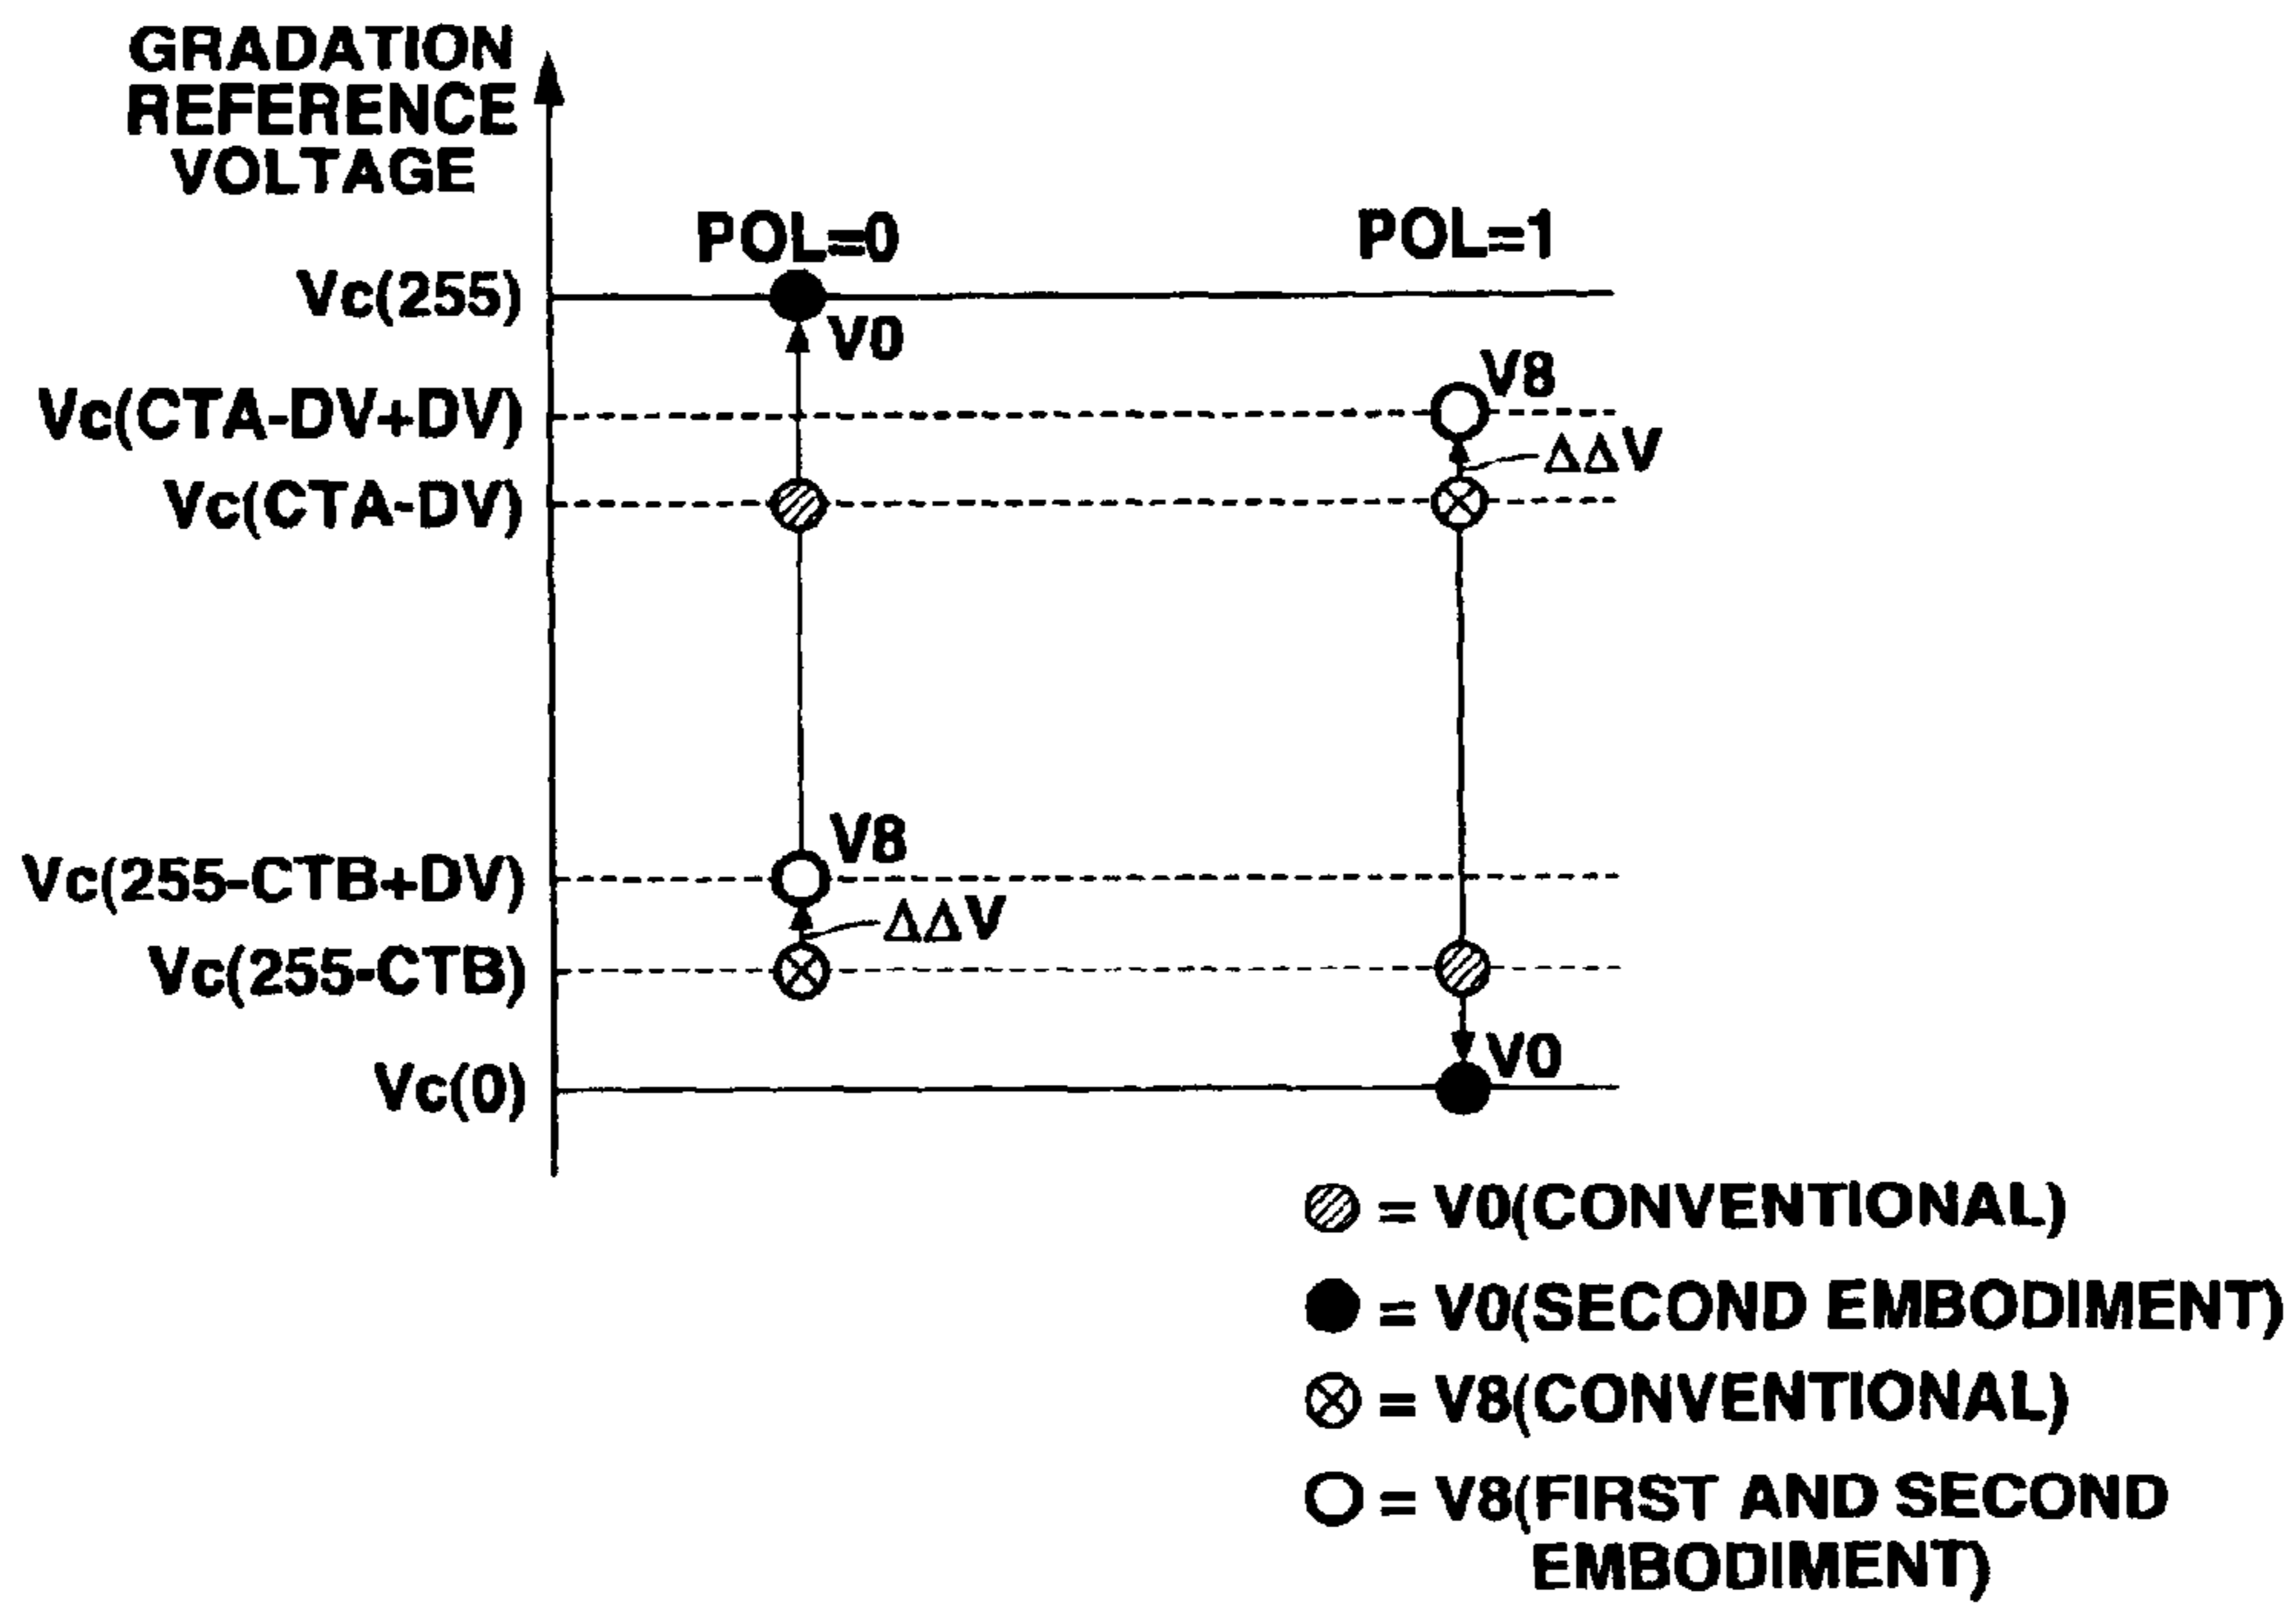 GRADATION
REFERENCE
VOLTAGE
POL=0
POL=1
Vc(255)
V0
V8
Vc(CTA-DV+DV)
ΔΔV
Vc(CTA-DV)
V8
Vc(255-CTB+DV)
ΔΔV
Vc(255-CTB)
V0
Vc(0)
= V0(CONVENTIONAL)
= V0(SECOND EMBODIMENT)
= V8(CONVENTIONAL)
= V8(FIRST AND SECOND
EMBODIMENT)